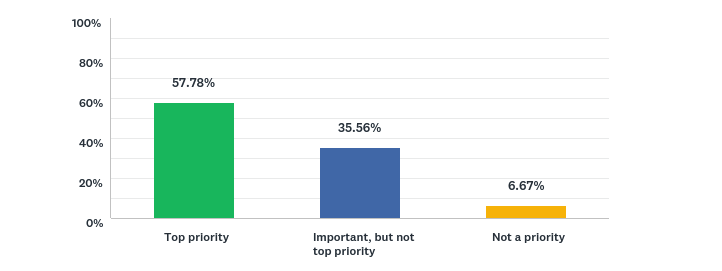 100%
80%
60%
40%
20%
0%
57.78%
35.56%
6.67%
Top priority
Important, but not
top priority
Not a priority